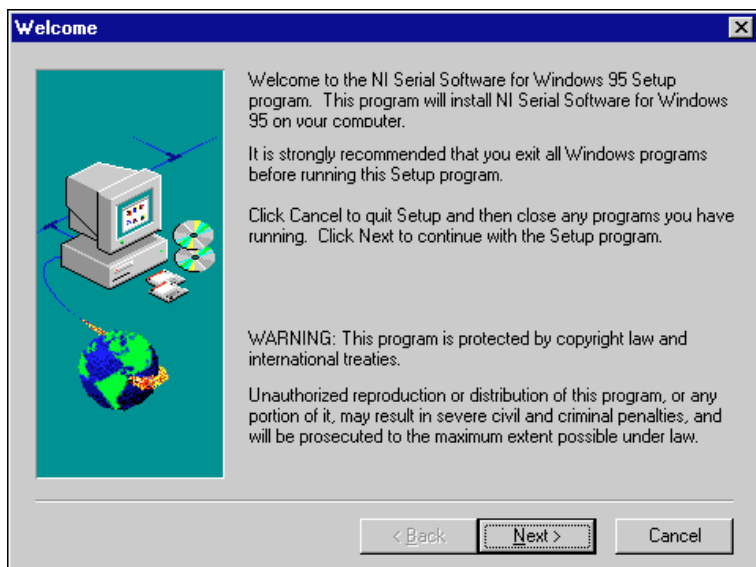 Welcome
Welcome to the NI Serial Software for Windows 95 Setup
program.  This program will install NI Serial Software for Windows
95 on your computer.
It is strongly recommended that you exit all Windows programs
before running this Setup program.
Click Cancel to quit Setup and then close any programs you have
running.  Click Next to continue with the Setup program.
WARNING: This program is protected by copyright law and
international treaties.
Unauthorized reproduction or distribution of this program, or any
portion of it, may result in severe civil and criminal penalties, and
will be prosecuted to the maximum extent possible under law.
< Back  Next >  Cancel